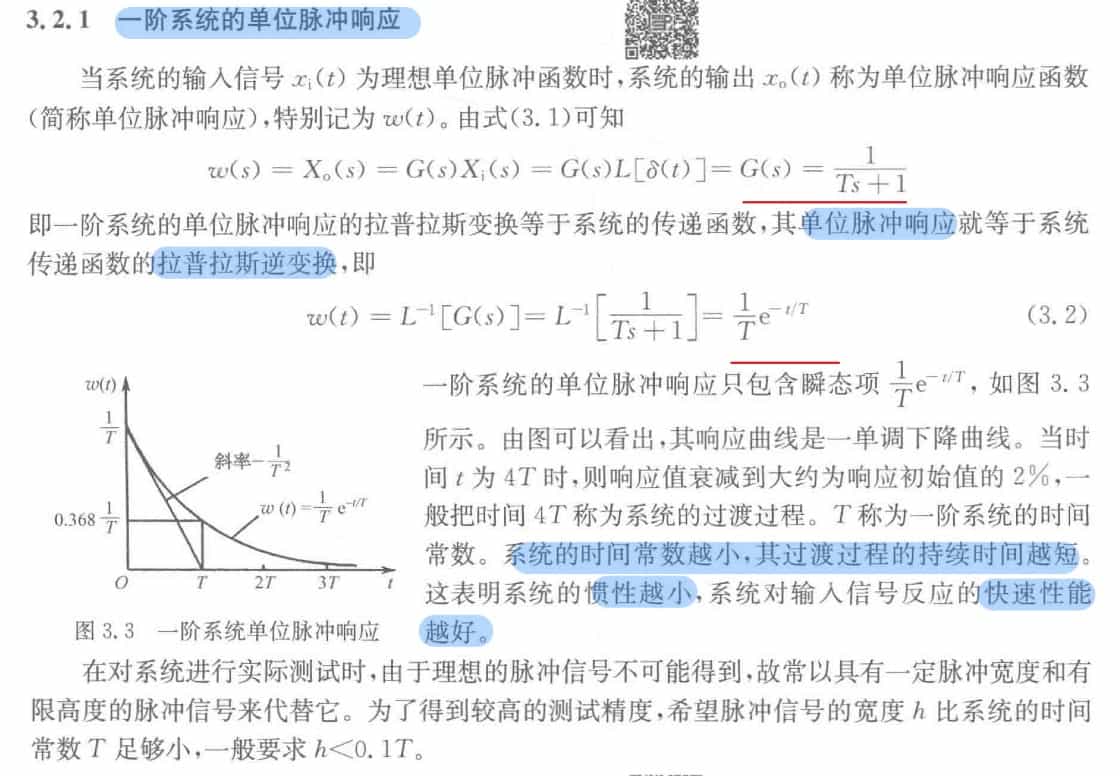 3.2.1 一阶系统的单位脉冲响应
当系统的输入信号 xᵢ(t) 为理想单位脉冲函数时,系统的输出 xₒ(t) 称为单位脉冲响应函数
(简称单位脉冲响应),特别记为 w(t)。由式(3.1)可知
w(s) = Xₒ(s) = G(s)Xᵢ(s) = G(s)L[δ(t)] = G(s) = 1/(Ts+1)
即一阶系统的单位脉冲响应的拉普拉斯变换等于系统的传递函数,其单位脉冲响应就等于系统
传递函数的拉普拉斯逆变换,即
w(t) = L⁻¹[G(s)] = L⁻¹[1/(Ts+1)] = (1/T)e^(-t/T) (3.2)
w(t)
1/T
斜率-1/T²
w(t)=(1/T)e^(-t/T)
0.368 1/T
O T 2T 3T t
图 3.3 一阶系统单位脉冲响应
一阶系统的单位脉冲响应只包含瞬态项 (1/T)e^(-t/T), 如图 3.3
所示。由图可以看出,其响应曲线是一单调下降曲线。当时
间 t 为 4T 时,则响应值衰减到大约为响应初始值的 2%,一
般把时间 4T 称为系统的过渡过程。T 称为一阶系统的时间
常数。系统的时间常数越小,其过渡过程的持续时间越短。
这表明系统的惯性越小,系统对输入信号反应的快速性能
越好。
在对系统进行实际测试时,由于理想的脉冲信号不可能得到,故常以具有一定脉冲宽度和有
限高度的脉冲信号来代替它。为了得到较高的测试精度,希望脉冲信号的宽度 h 比系统的时间
常数 T 足够小,一般要求 h<0.1T。